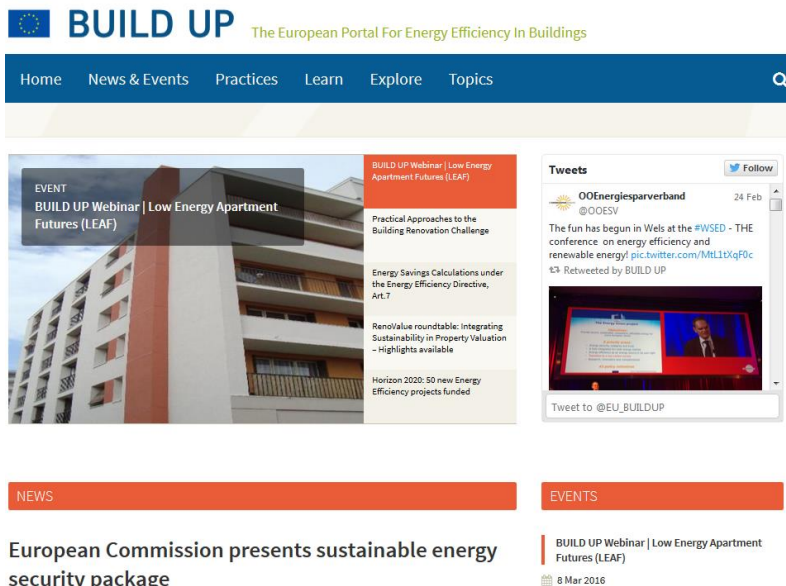 BUILD UP The European Portal For Energy Efficiency In Buildings
Home News & Events Practices Learn Explore Topics
EVENT
BUILD UP Webinar | Low Energy Apartment
Futures (LEAF)
BUILD UP Webinar | Low Energy
Apartment Futures (LEAF)
Practical Approaches to the
Building Renovation Challenge
Energy Savings Calculations under
the Energy Efficiency Directive,
Art.7
RenoValue roundtable: Integrating
Sustainability in Property Valuation
– Highlights available
Horizon 2020: 50 new Energy
Efficiency projects funded
Tweets
Follow
OOEnergiesparverband 24 Feb
@OOESV
The fun has begun in Wels at the #WSED - THE
conference on energy efficiency and
renewable energy! pic.twitter.com/MtL1tXqF0c
Retweeted by BUILD UP
Tweet to @EU_BUILDUP
NEWS
European Commission presents sustainable energy
security package
EVENTS
BUILD UP Webinar | Low Energy Apartment
Futures (LEAF)
8 Mar 2016